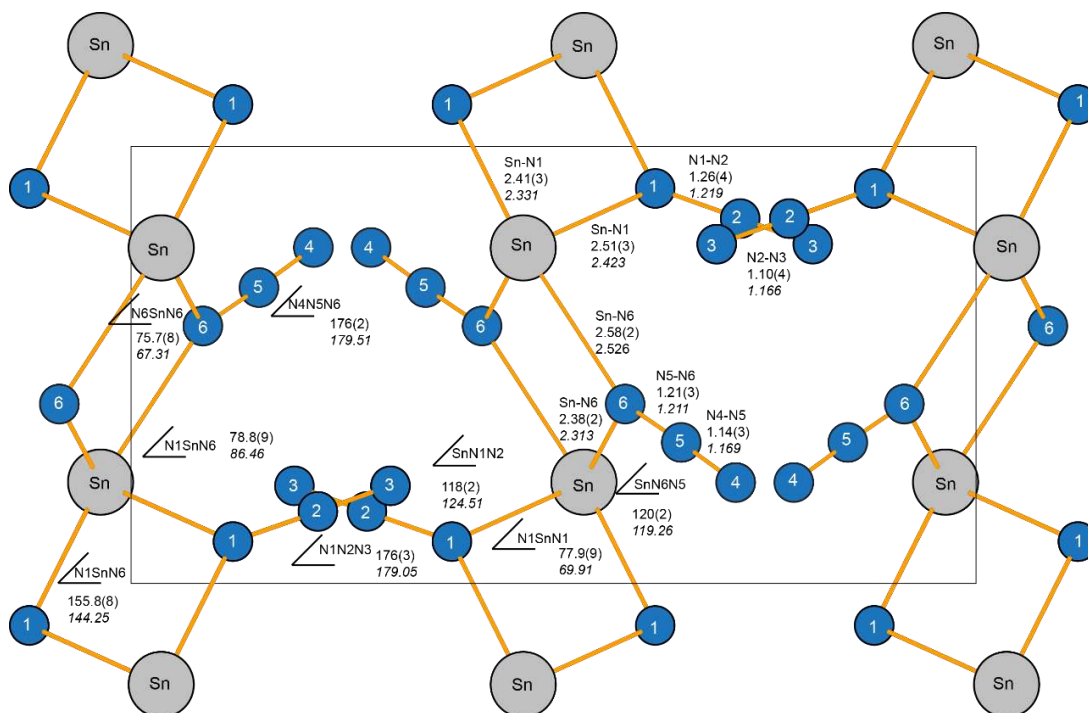 Sn
Sn
Sn
1
1
1
Sn-N1
2.41(3)
2.331
N1-N2
1.26(4)
1.219
1
1
1
2
2
Sn
4
4
Sn
Sn-N1
2.51(3)
2.423
3
3
Sn
N2-N3
1.10(4)
1.166
5
5
N6SnN6
75.7(8)
67.31
6
N4N5N6
176(2)
179.51
6
Sn-N6
2.58(2)
2.526
6
6
Sn-N6
2.38(2)
2.313
6
N5-N6
1.21(3)
1.211
N4-N5
1.14(3)
1.169
6
5
5
N1SnN6
78.8(9)
86.46
Sn
3
3
SnN1N2
118(2)
124.51
Sn
SnN6N5
120(2)
119.26
4
4
Sn
2
2
1
N1N2N3
176(3)
179.05
1
N1SnN1
77.9(9)
69.91
1
N1SnN6
155.8(8)
144.25
1
1
1
Sn
Sn
Sn